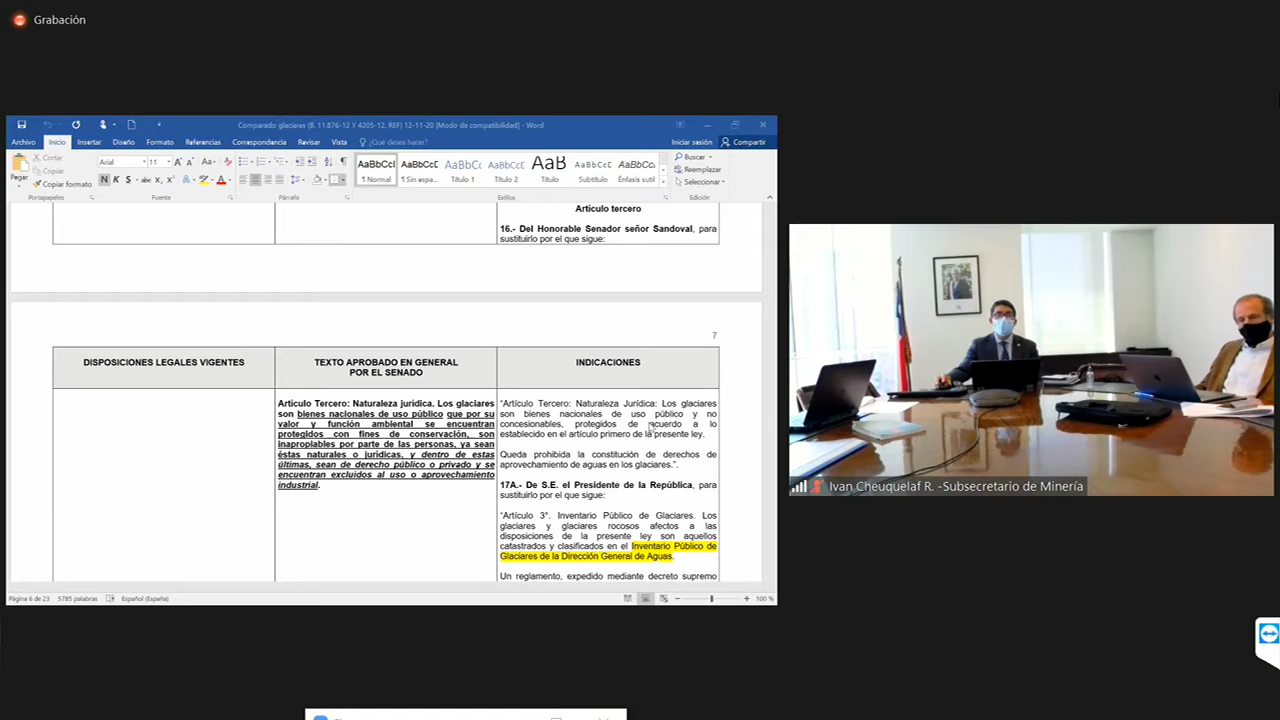 Grabación
Comparado glaciares (B. 11.876-12 Y 4205-12, REF) 12-11-20 [Modo de compatibilidad] - Word
Archivo Inicio Insertar Diseño Formato Referencias Correspondencia Revisar Vista ¿Qué desea hacer? Iniciar sesión Compartir
Pegar
Cortar
Copiar
Copiar formato
Portapapeles
Arial 11
N K S abc
Fuente
Párrafo
AaBbCcI AaBbCcD AaBbCc AaBbCcC AaB AaBbCcD AaBbCc
¶ Normal ¶ Sin espa... Título 1 Título 2 Título Subtítulo Énfasis sutil
Estilos
Buscar
Reemplazar
Seleccionar
Edición
Artículo tercero
16.- Del Honorable Senador señor Sandoval, para
sustituirlo por el que sigue:
7
DISPOSICIONES LEGALES VIGENTES
TEXTO APROBADO EN GENERAL
POR EL SENADO
INDICACIONES
Artículo Tercero: Naturaleza jurídica. Los glaciares
son bienes nacionales de uso público que por su
valor y función ambiental se encuentran
protegidos con fines de conservación, son
inapropiables por parte de las personas, ya sean
éstas naturales o jurídicas, y dentro de estas
últimas, sean de derecho público o privado y se
encuentran excluidos al uso o aprovechamiento
industrial.
"Artículo Tercero: Naturaleza Jurídica: Los glaciares
son bienes nacionales de uso público y no
concesionables, protegidos de acuerdo a lo
establecido en el artículo primero de la presente ley.
Queda prohibida la constitución de derechos de
aprovechamiento de aguas en los glaciares.".
17A.- De S.E. el Presidente de la República, para
sustituirlo por el que sigue:
"Artículo 3°. Inventario Público de Glaciares. Los
glaciares y glaciares rocosos afectos a las
disposiciones de la presente ley son aquellos
catastrados y clasificados en el Inventario Público de
Glaciares de la Dirección General de Aguas.
Un reglamento, expedido mediante decreto supremo
Página 6 de 23 5785 palabras Español (España) 100 %
Ivan Cheuquelaf R. -Subsecretario de Minería